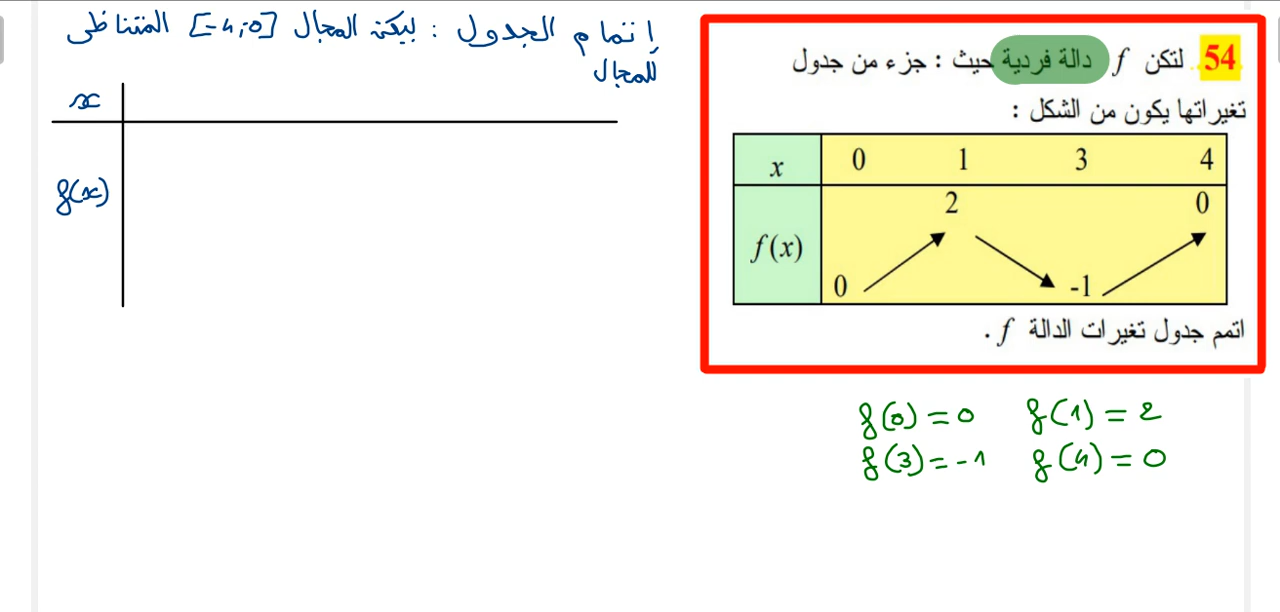 54 لتكن f دالة فردية حيث : جزء من جدول
تغيراتها يكون من الشكل :
x 0 1 3 4
2 0
f(x)
0 -1
اتمم جدول تغيرات الدالة f .
f(0) = 0 f(1) = 2
f(3) = -1 f(4) = 0
إتمام الجدول : ليكن المجال [-4;0] المتناظر
للمجال
x
f(x)